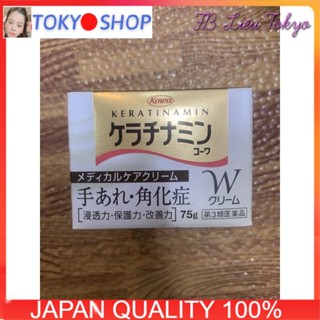 TOKYO SHOP
FB Lieu Tokyo
Kowa
KERATINAMIN
ケラチナミン
コーワ
メディカルケアクリーム
手あれ・角化症
W
クリーム
[浸透力・保護力・改善力] 75g
第3類医薬品
JAPAN QUALITY 100%